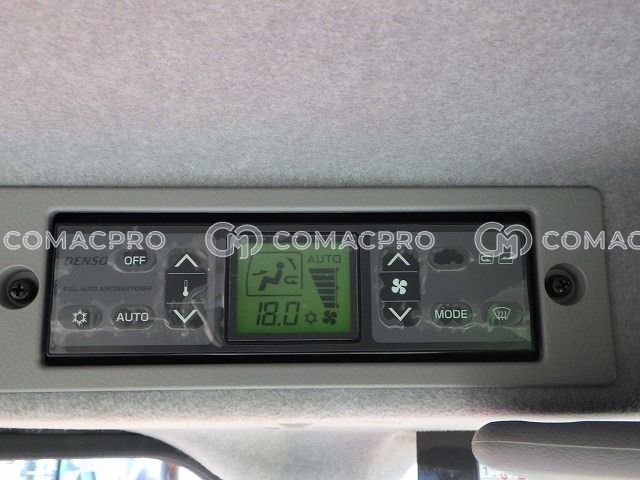 COMACPRO COMACPRO COMACPRO
DENSO OFF
FULL AUTO AIRCONDITIONER
AUTO
AUTO
18.0
MODE